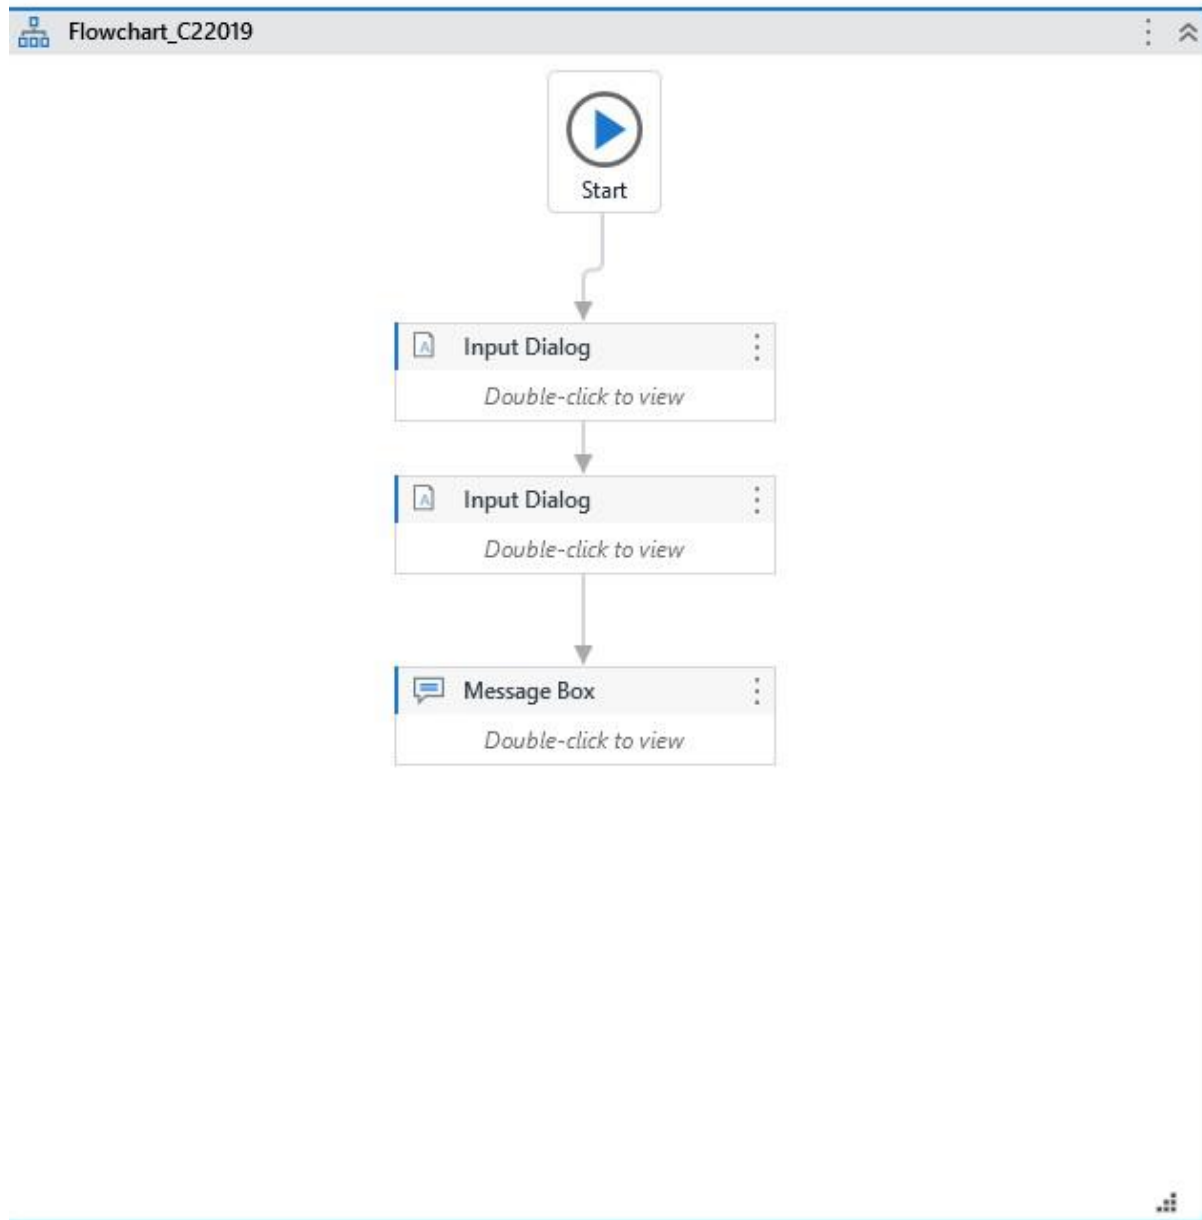 Flowchart_C22019
Start
Input Dialog
Double-click to view
Input Dialog
Double-click to view
Message Box
Double-click to view